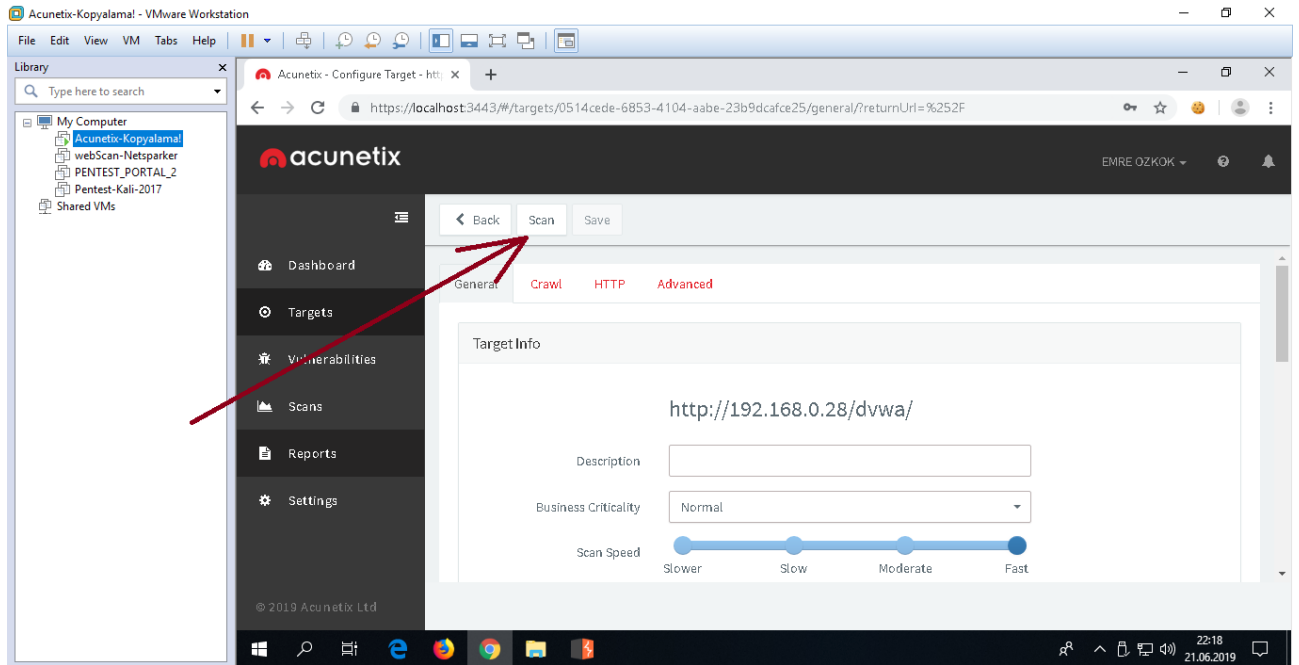 Acunetix-Kopyalama! - VMware Workstation
File Edit View VM Tabs Help
Library
Type here to search
My Computer
Acunetix-Kopyalama!
webScan-Netsparker
PENTEST_PORTAL_2
Pentest-Kali-2017
Shared VMs
Acunetix - Configure Target - htt
https://localhost:3443/#/targets/0514cede-6853-4104-aabe-23b9dcafce25/general/?returnUrl=%252F
acunetix
EMRE OZKOK
Back Scan Save
Dashboard
Targets
Vulnerabilities
Scans
Reports
Settings
© 2019 Acunetix Ltd
General Crawl HTTP Advanced
Target Info
http://192.168.0.28/dvwa/
Description
Business Criticality Normal
Scan Speed
Slower Slow Moderate Fast
22:18
21.06.2019